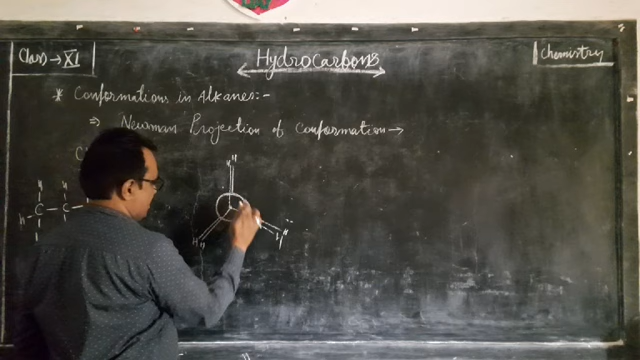 Class → XI
Hydrocarbons
Chemistry
* Conformations in Alkanes:-
⇒ Newman Projection of Conformation →
H H
H - C - C